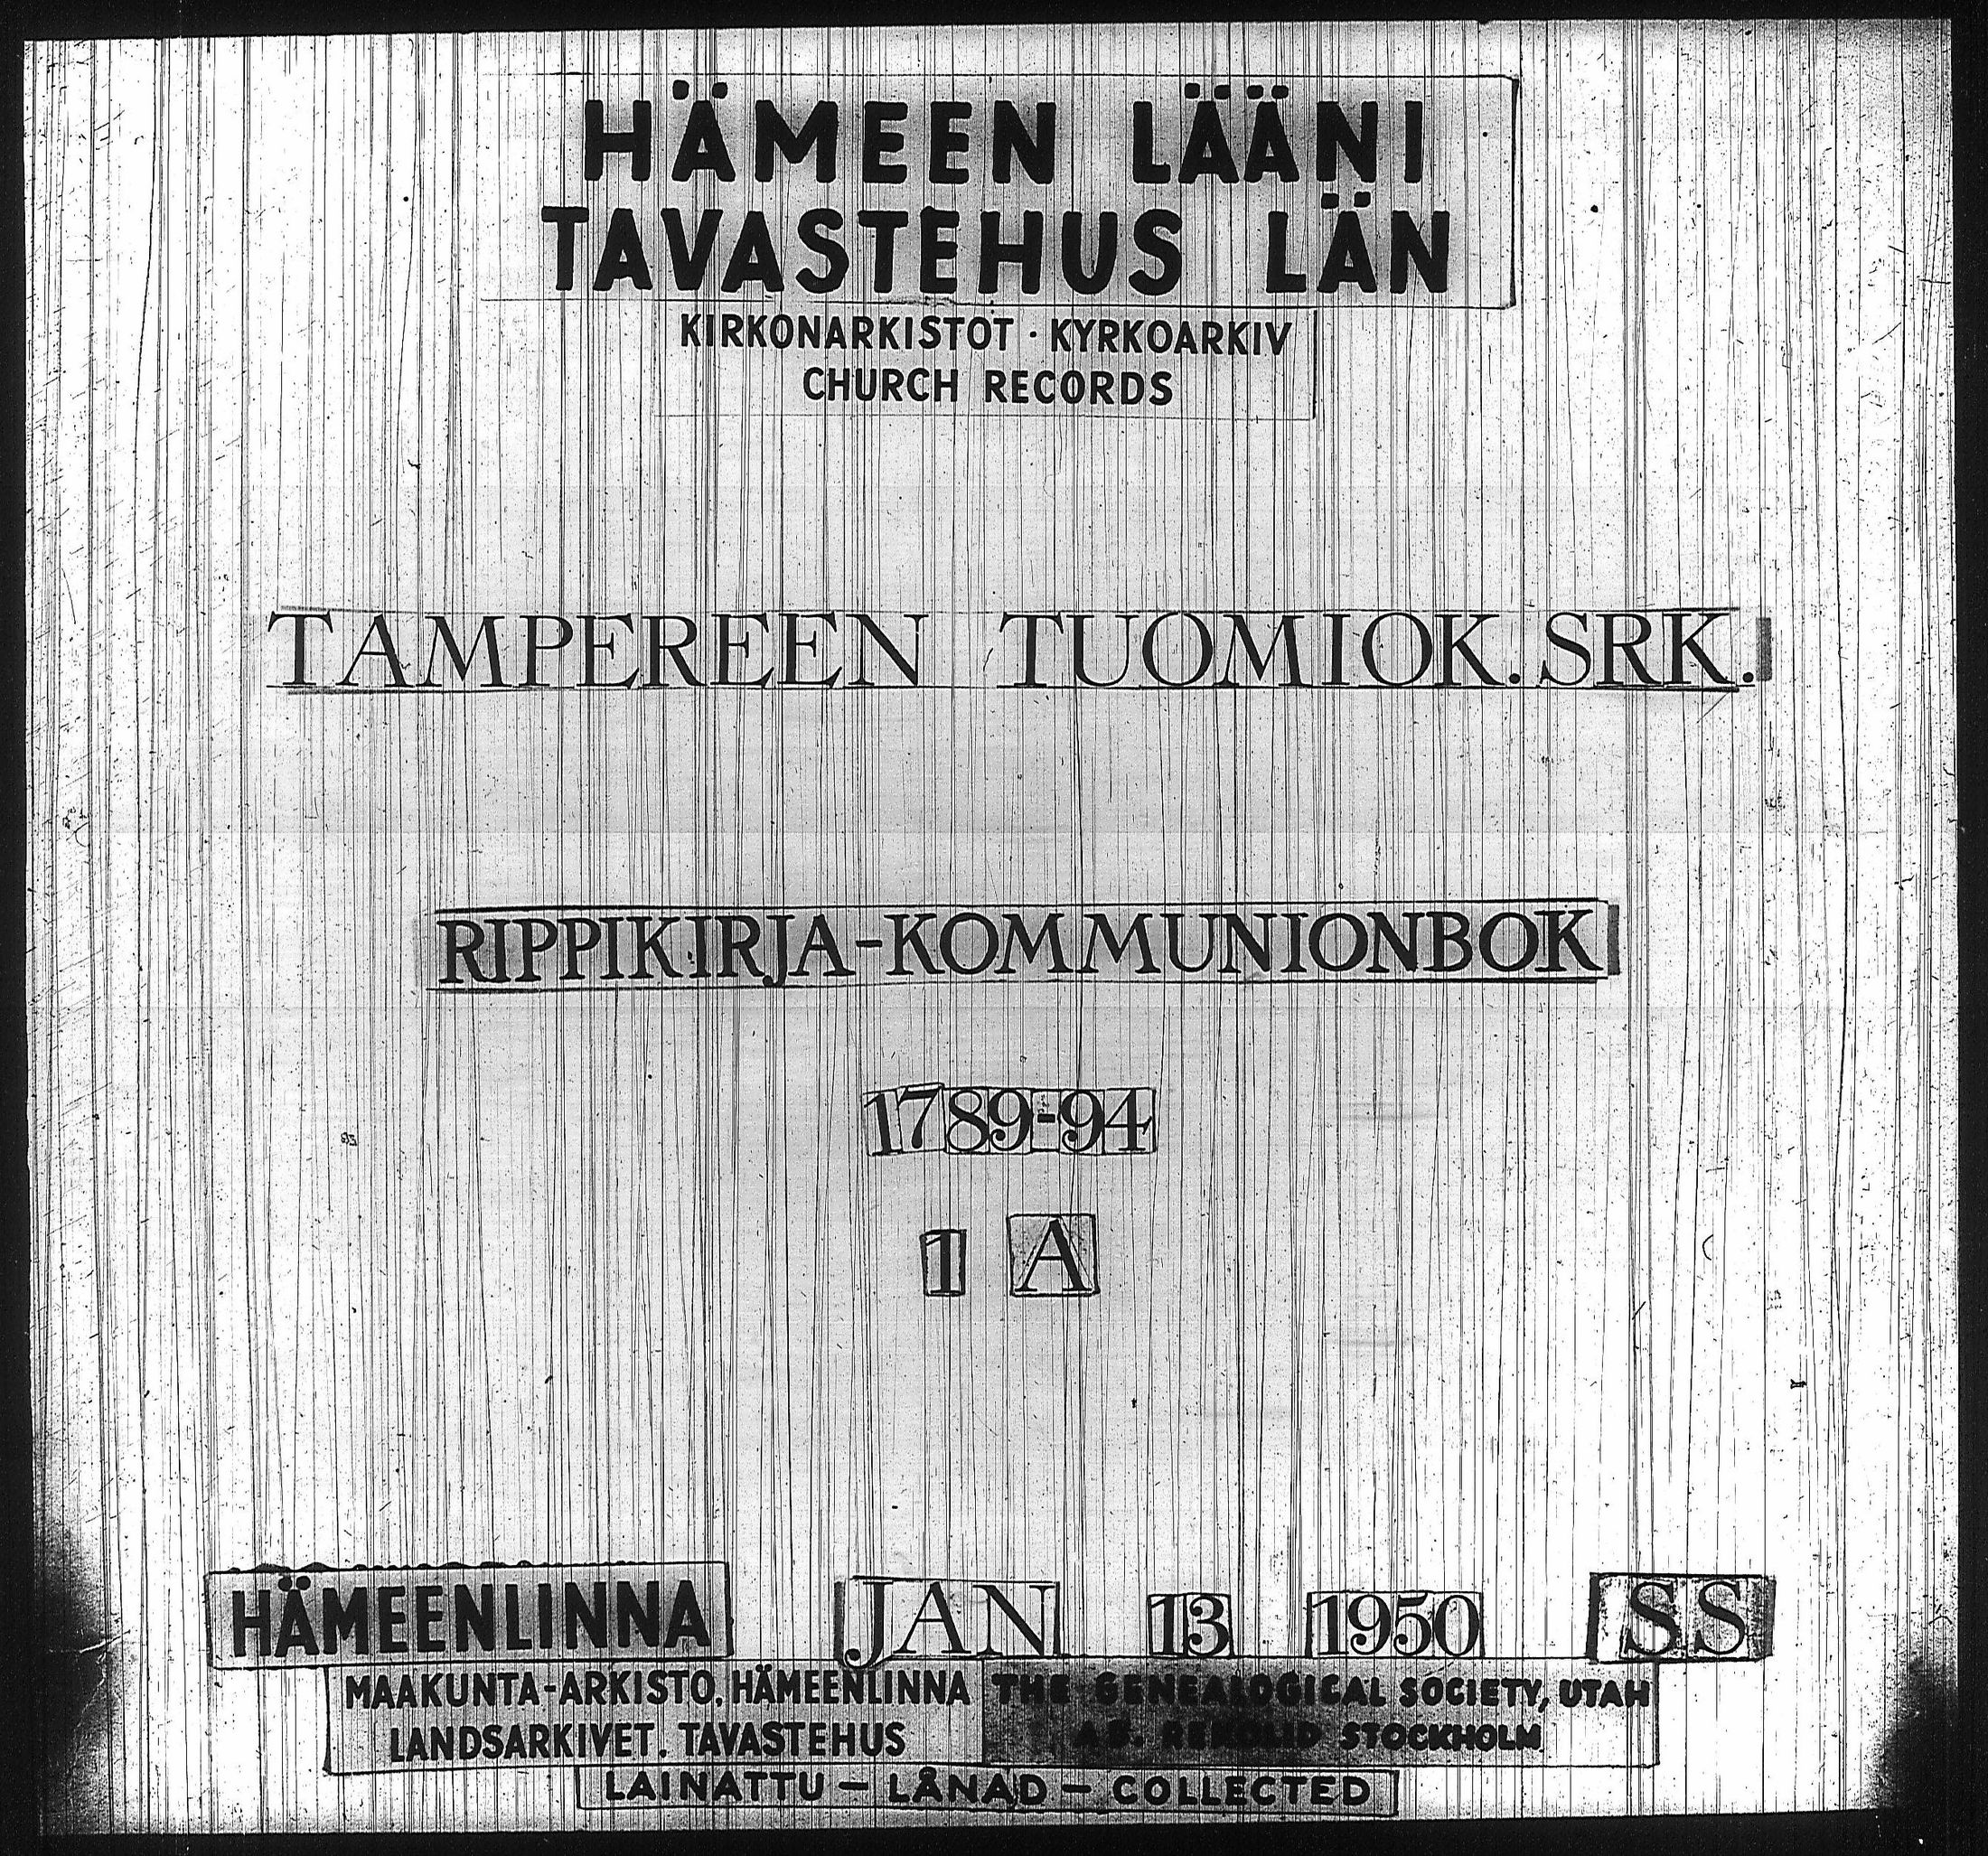 HÄMEEN LÄÄNI
TAVASTEHUS LÄN
KIRKONARKISTOT · KYRKOARKIV
CHURCH RECORDS
TAMPEREEN TUOMIOK. SRK.
RIPPIKIRJA-KOMMUNIONBOK
1789-94
1 A
HÄMEENLINNA JAN 13 1950 SS
MAAKUNTA-ARKISTO, HÄMEENLINNA
LANDSARKIVET. TAVASTEHUS
THE GENEALOGICAL SOCIETY, UTAH
AB. STOCKHOLM
LAINATTU - LÅNAD - COLLECTED